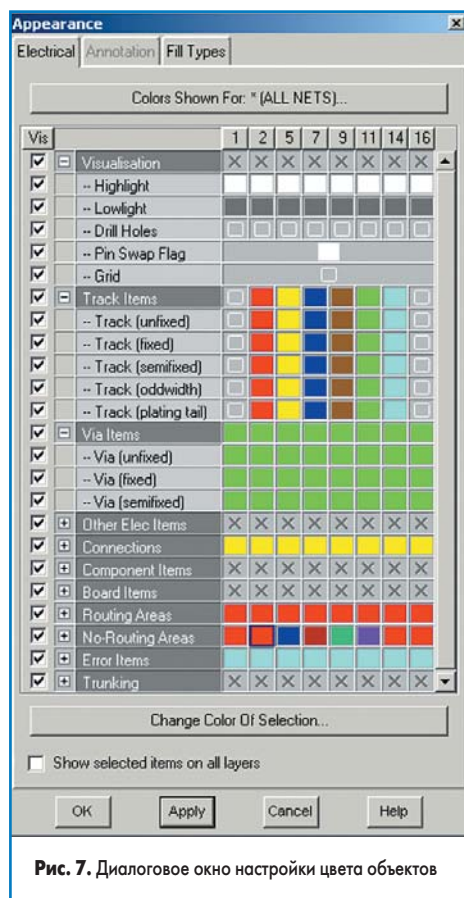 Appearance
Electrical Annotation Fill Types
Colors Shown For: * (ALL NETS)...
Vis 1 2 5 7 9 11 14 16
Visualisation
-- Highlight
-- Lowlight
-- Drill Holes
-- Pin Swap Flag
-- Grid
Track Items
-- Track (unfixed)
-- Track (fixed)
-- Track (semifixed)
-- Track (oddwidth)
-- Track (plating tail)
Via Items
-- Via (unfixed)
-- Via (fixed)
-- Via (semifixed)
Other Elec Items
Connections
Component Items
Board Items
Routing Areas
No-Routing Areas
Error Items
Trunking
Change Color Of Selection...
Show selected items on all layers
OK Apply Cancel Help
Рис. 7. Диалоговое окно настройки цвета объектов